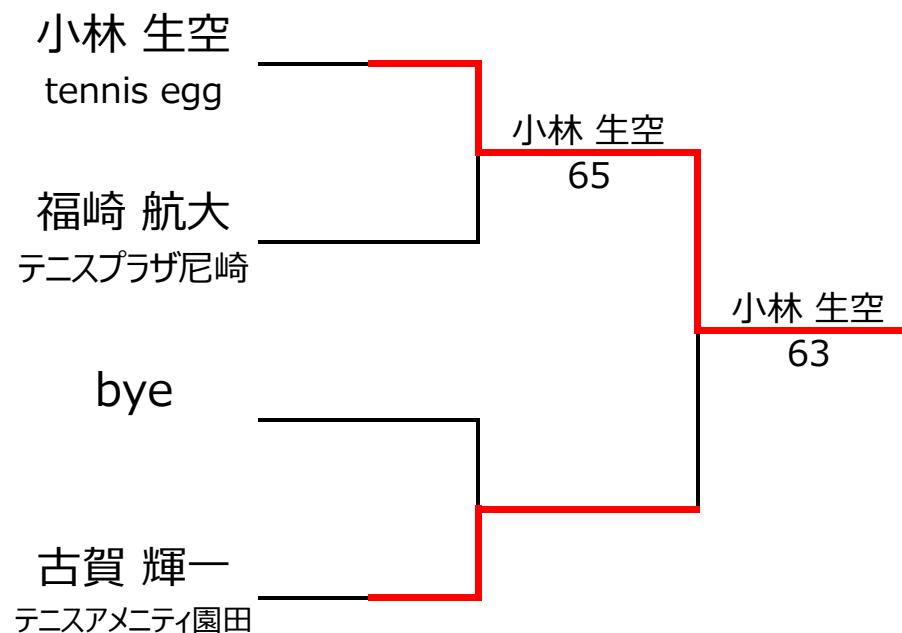 小林 生空
tennis egg
小林 生空
65
福崎 航大
テニスプラザ尼崎
小林 生空
63
bye
古賀 輝一
テニスアメニティ園田